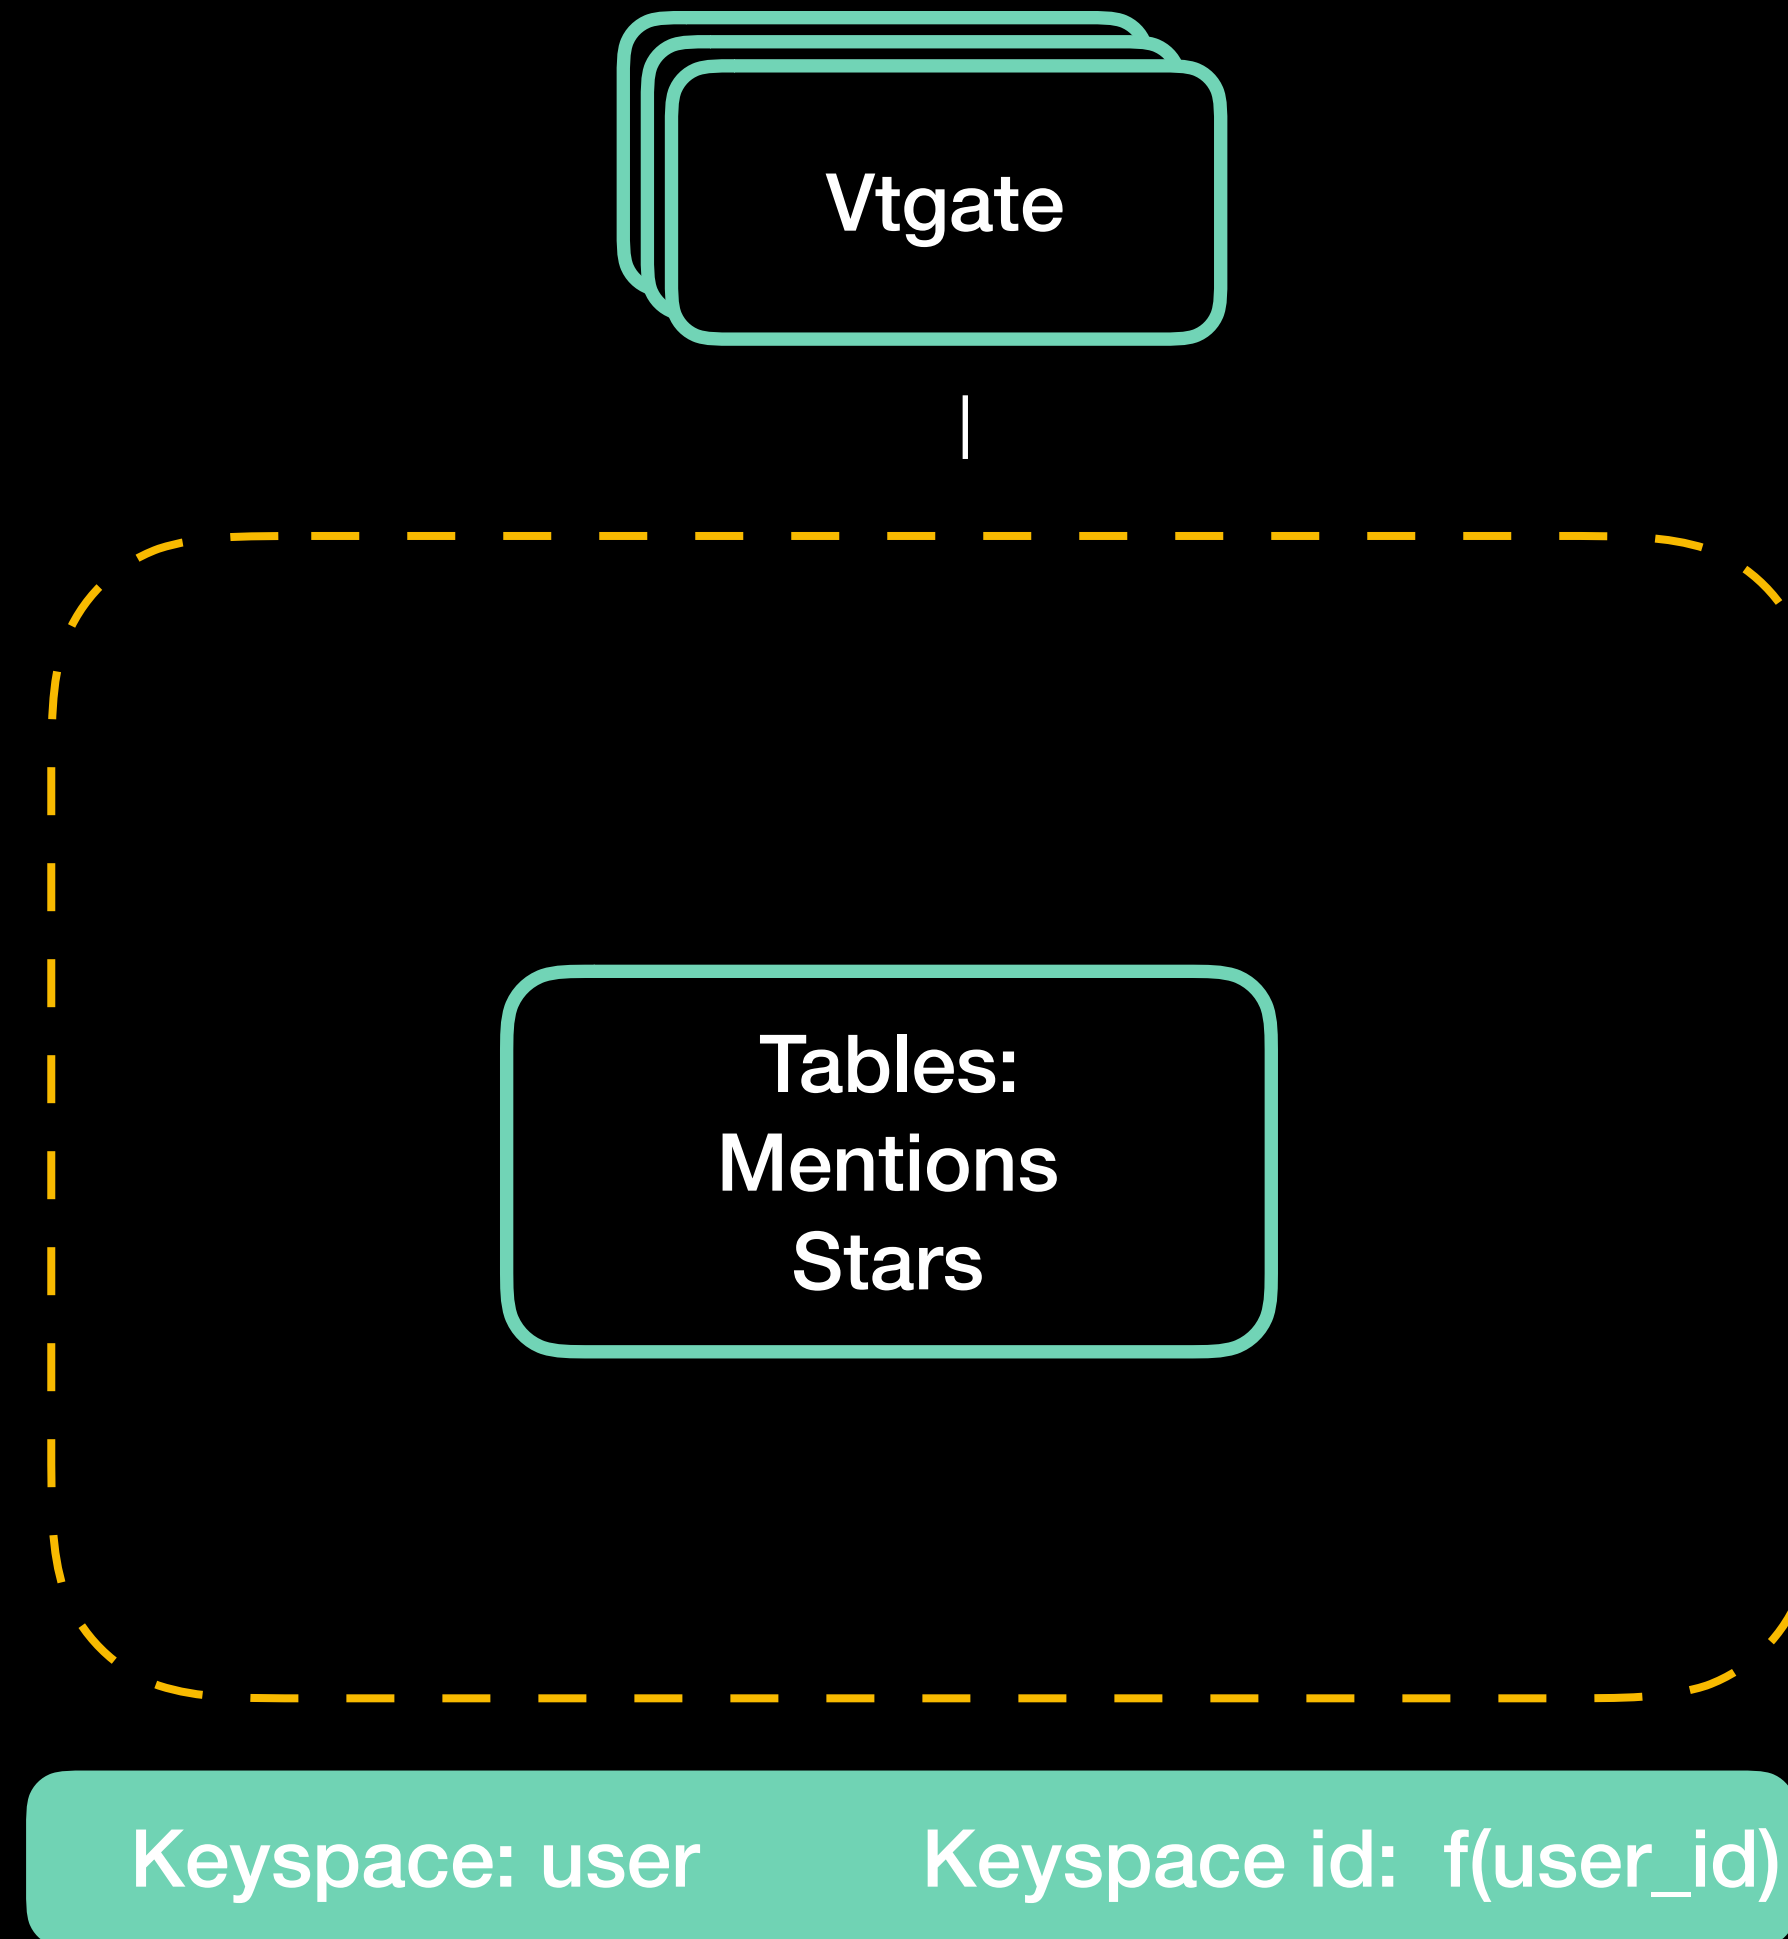 Vtgate
Tables:
Mentions
Stars
Keyspace: user Keyspace id: f(user_id)